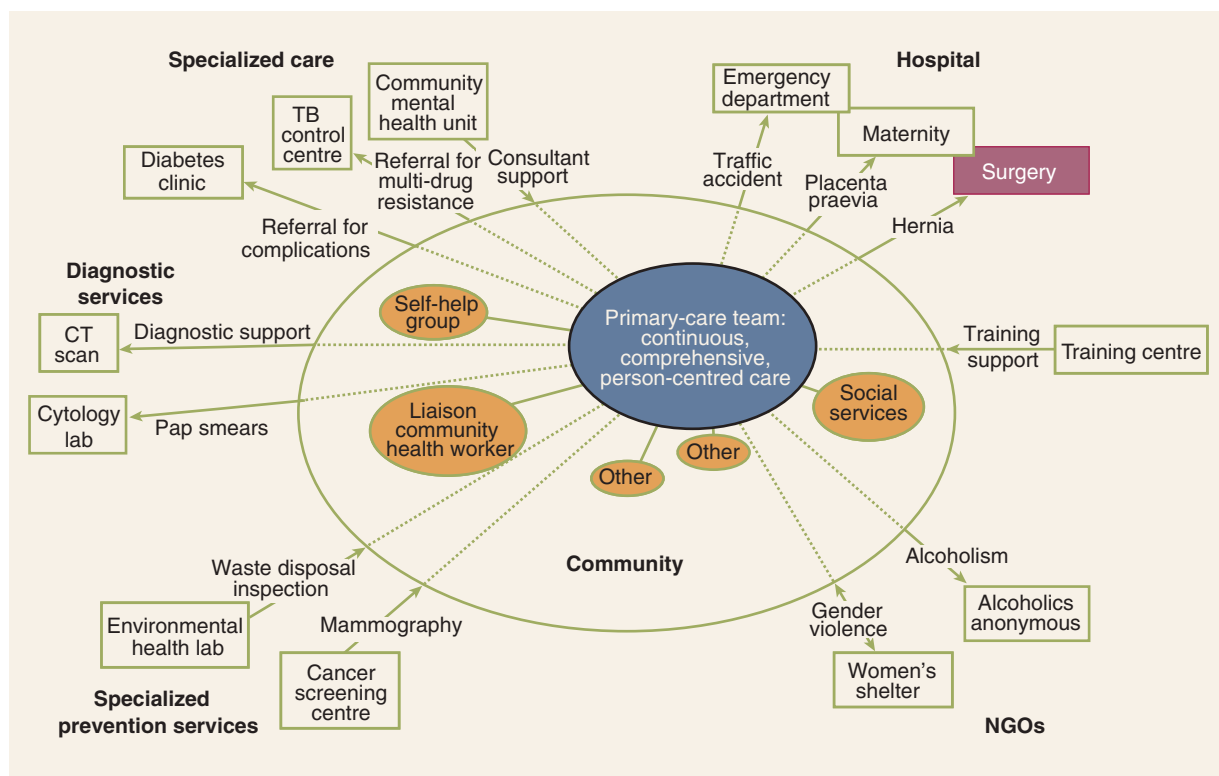 Specialized care
Community
mental
health unit
TB
control
centre
Diabetes
clinic
Referral for
multi-drug
resistance
Consultant
support
Referral for
complications
Hospital
Emergency
department
Maternity
Surgery
Traffic
accident
Placenta
praevia
Hernia
Diagnostic
services
CT
scan
Diagnostic support
Cytology
lab
Pap smears
Self-help
group
Primary-care team:
continuous,
comprehensive,
person-centred care
Liaison
community
health worker
Other
Other
Social
services
Training
support
Training centre
Community
Waste disposal
inspection
Environmental
health lab
Mammography
Cancer
screening
centre
Specialized
prevention services
Alcoholism
Alcoholics
anonymous
Gender
violence
Women's
shelter
NGOs